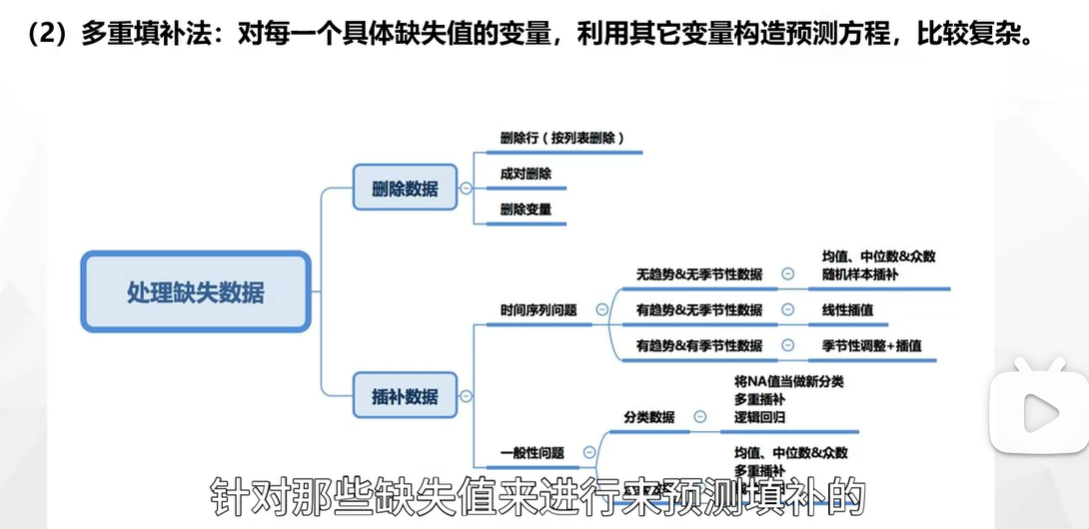 （2）多重填补法：对每一个具体缺失值的变量，利用其它变量构造预测方程，比较复杂。
处理缺失数据
删除数据
删除行（按列表删除）
成对删除
删除变量
插补数据
时间序列问题
无趋势&无季节性数据
均值、中位数&众数
随机样本插补
有趋势&无季节性数据
线性插值
有趋势&有季节性数据
季节性调整+插值
一般性问题
分类数据
将NA值当做新分类
多重插补
逻辑回归
均值、中位数&众数
多重插补
针对那些缺失值来进行来预测填补的